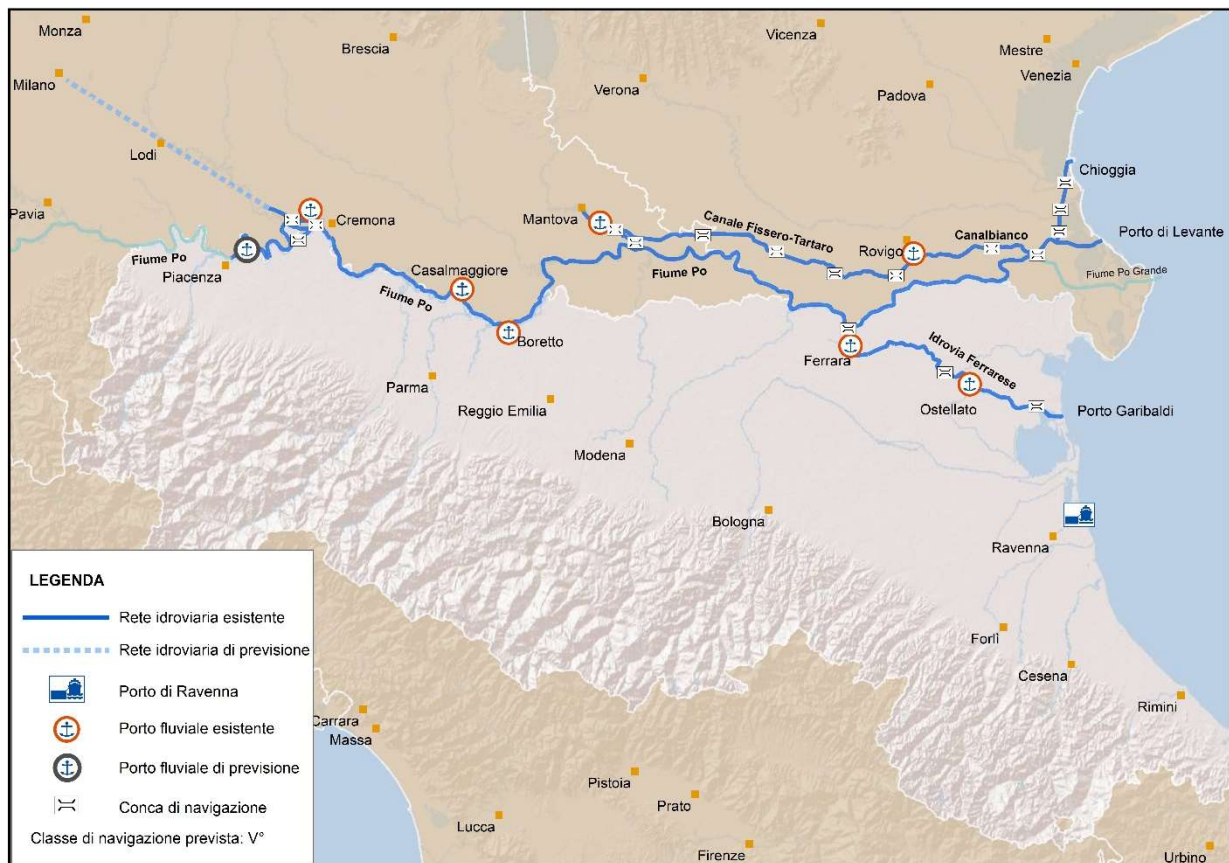 Monza
Brescia
Vicenza
Mestre
Venezia
Milano
Verona
Padova
Lodi
Chioggia
Pavia
Cremona
Mantova
Canale Fissero-Tartaro
Rovigo
Canalbianco
Porto di Levante
Fiume Po
Piacenza
Casalmaggiore
Fiume Po
Fiume Po Grande
Fiume Po
Boretto
Ferrara
Idrovia Ferrarese
Parma
Reggio Emilia
Ostellato
Porto Garibaldi
Modena
Bologna
Ravenna
Forlì
Cesena
Rimini
LEGENDA
Rete idroviaria esistente
Rete idroviaria di previsione
Porto di Ravenna
Porto fluviale esistente
Porto fluviale di previsione
Conca di navigazione
Classe di navigazione prevista: V°
Carrara
Massa
Pistoia
Prato
Lucca
Firenze
Urbino